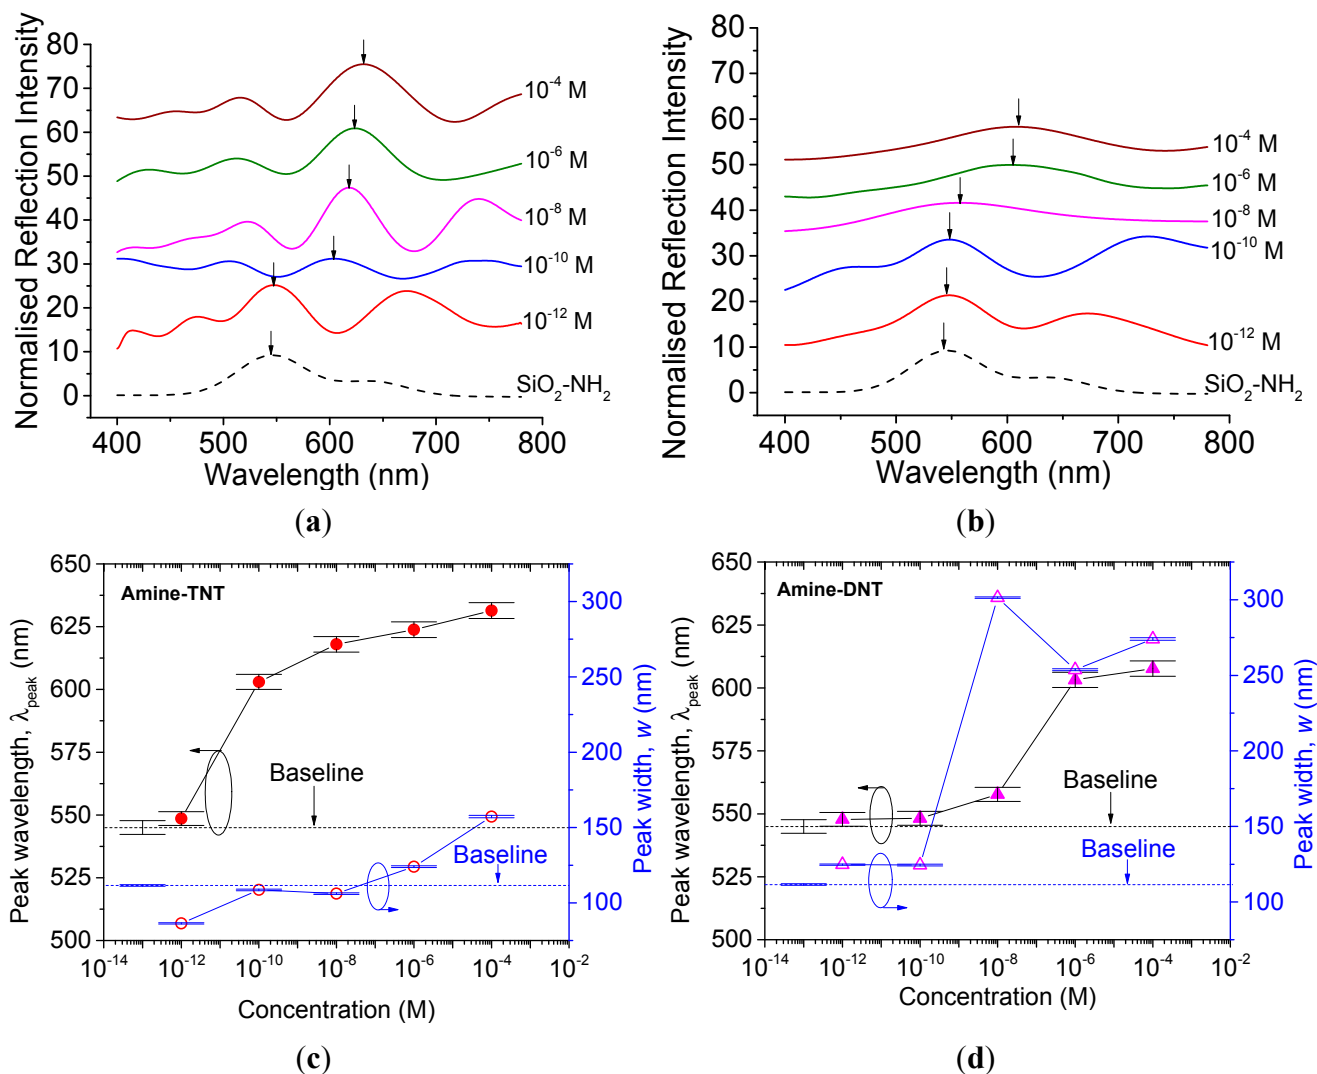 Normalised Reflection Intensity
80
70
60
50
40
30
20
10
0
10⁻⁴ M
10⁻⁶ M
10⁻⁸ M
10⁻¹⁰ M
10⁻¹² M
SiO₂-NH₂
400 500 600 700 800
Wavelength (nm)
(a)
Normalised Reflection Intensity
80
70
60
50
40
30
20
10
0
10⁻⁴ M
10⁻⁶ M
10⁻⁸ M
10⁻¹⁰ M
10⁻¹² M
SiO₂-NH₂
400 500 600 700 800
Wavelength (nm)
(b)
Peak wavelength, λpeak (nm)
650
625
600
575
550
525
500
Amine-TNT
Baseline
Baseline
300
250
200
150
100
Peak width, w (nm)
10⁻¹⁴ 10⁻¹² 10⁻¹⁰ 10⁻⁸ 10⁻⁶ 10⁻⁴ 10⁻²
Concentration (M)
(c)
Peak wavelength, λpeak (nm)
650
625
600
575
550
525
500
Amine-DNT
Baseline
Baseline
300
250
200
150
100
Peak width, w (nm)
10⁻¹⁴ 10⁻¹² 10⁻¹⁰ 10⁻⁸ 10⁻⁶ 10⁻⁴ 10⁻²
Concentration (M)
(d)